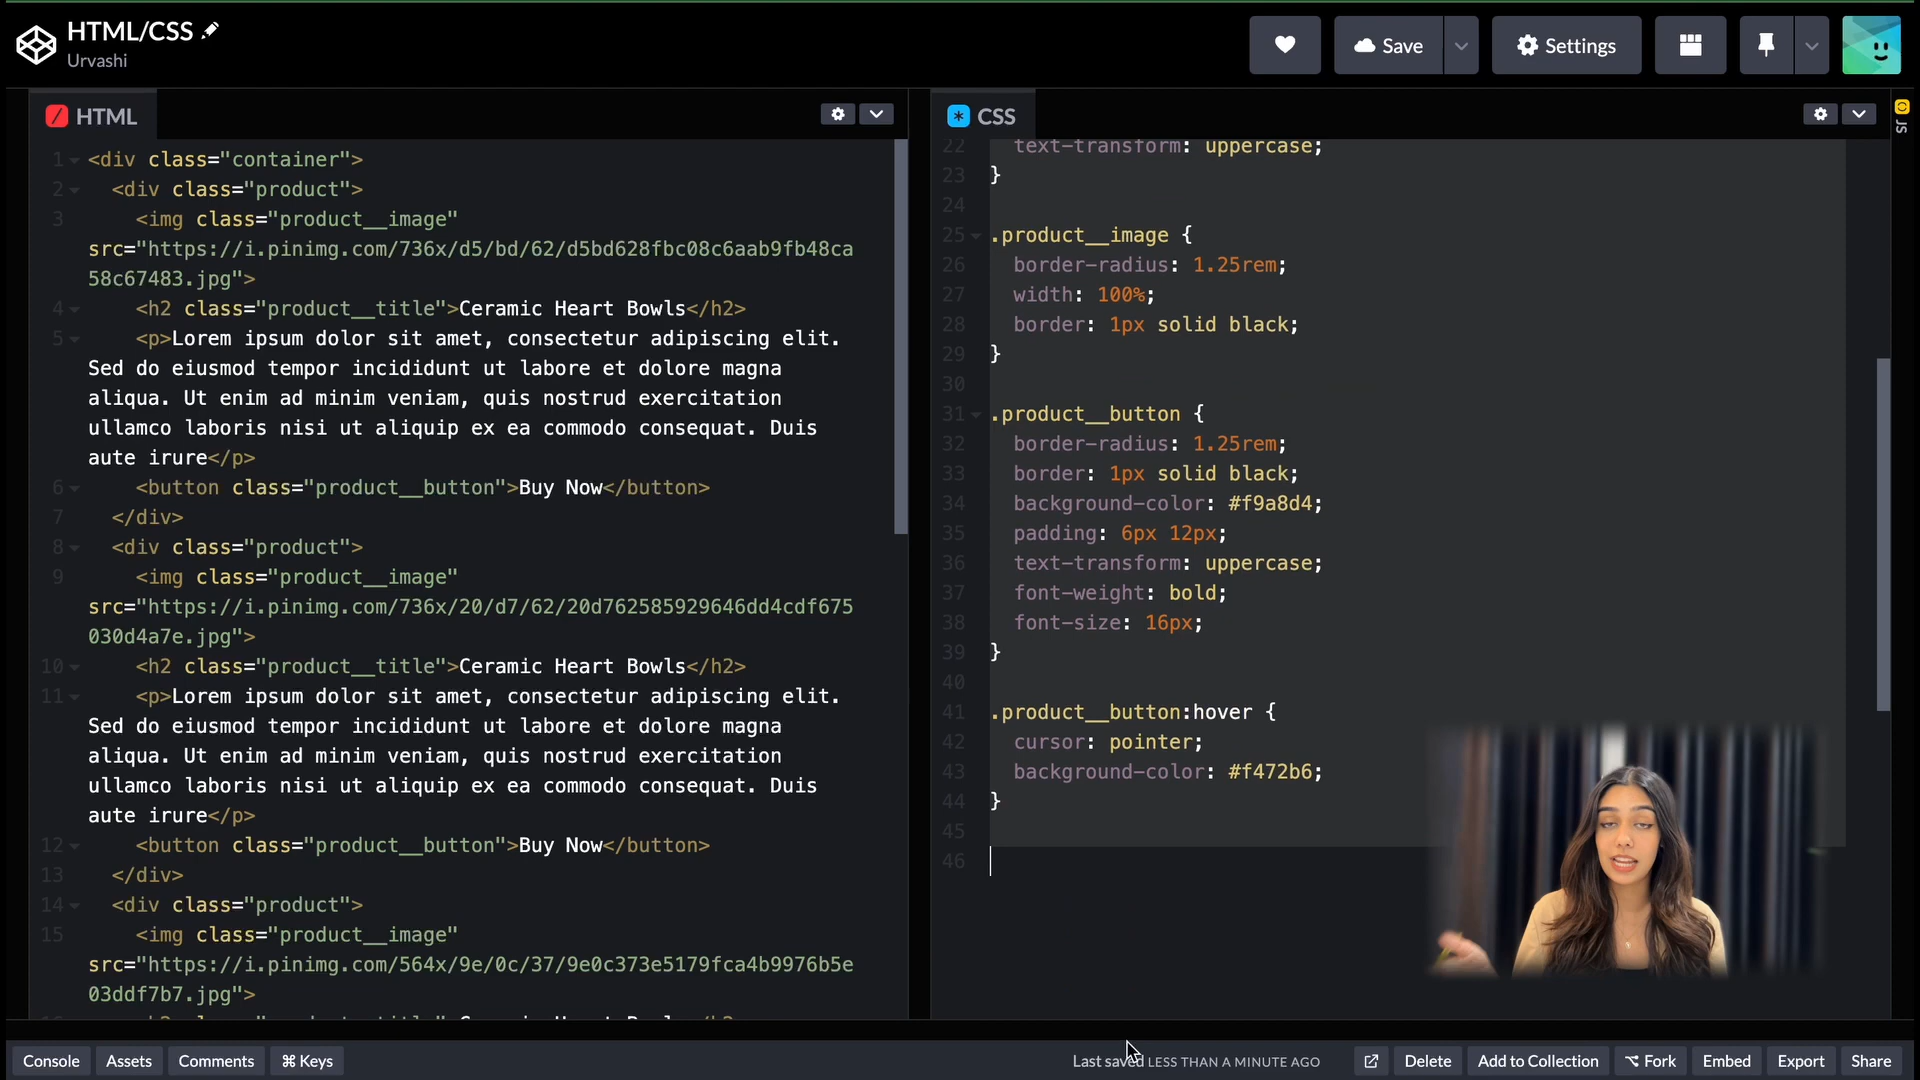 HTML/CSS
Urvashi
Save
Settings
HTML
1 <div class="container">
2 <div class="product">
3 <img class="product__image"
src="https://i.pinimg.com/736x/d5/bd/62/d5bd628fbc08c6aab9fb48ca
58c67483.jpg">
4 <h2 class="product__title">Ceramic Heart Bowls</h2>
5 <p>Lorem ipsum dolor sit amet, consectetur adipiscing elit.
Sed do eiusmod tempor incididunt ut labore et dolore magna
aliqua. Ut enim ad minim veniam, quis nostrud exercitation
ullamco laboris nisi ut aliquip ex ea commodo consequat. Duis
aute irure</p>
6 <button class="product__button">Buy Now</button>
7 </div>
8 <div class="product">
9 <img class="product__image"
src="https://i.pinimg.com/736x/20/d7/62/20d762585929646dd4cdf675
030d4a7e.jpg">
10 <h2 class="product__title">Ceramic Heart Bowls</h2>
11 <p>Lorem ipsum dolor sit amet, consectetur adipiscing elit.
Sed do eiusmod tempor incididunt ut labore et dolore magna
aliqua. Ut enim ad minim veniam, quis nostrud exercitation
ullamco laboris nisi ut aliquip ex ea commodo consequat. Duis
aute irure</p>
12 <button class="product__button">Buy Now</button>
13 </div>
14 <div class="product">
15 <img class="product__image"
src="https://i.pinimg.com/564x/9e/0c/37/9e0c373e5179fca4b9976b5e
03ddf7b7.jpg">
CSS
22 text-transform: uppercase;
23 }
24
25 .product__image {
26 border-radius: 1.25rem;
27 width: 100%;
28 border: 1px solid black;
29 }
30
31 .product__button {
32 border-radius: 1.25rem;
33 border: 1px solid black;
34 background-color: #f9a8d4;
35 padding: 6px 12px;
36 text-transform: uppercase;
37 font-weight: bold;
38 font-size: 16px;
39 }
40
41 .product__button:hover {
42 cursor: pointer;
43 background-color: #f472b6;
44 }
45
46
JS
Console
Assets
Comments
⌘ Keys
Last saved LESS THAN A MINUTE AGO
Delete
Add to Collection
⌥ Fork
Embed
Export
Share